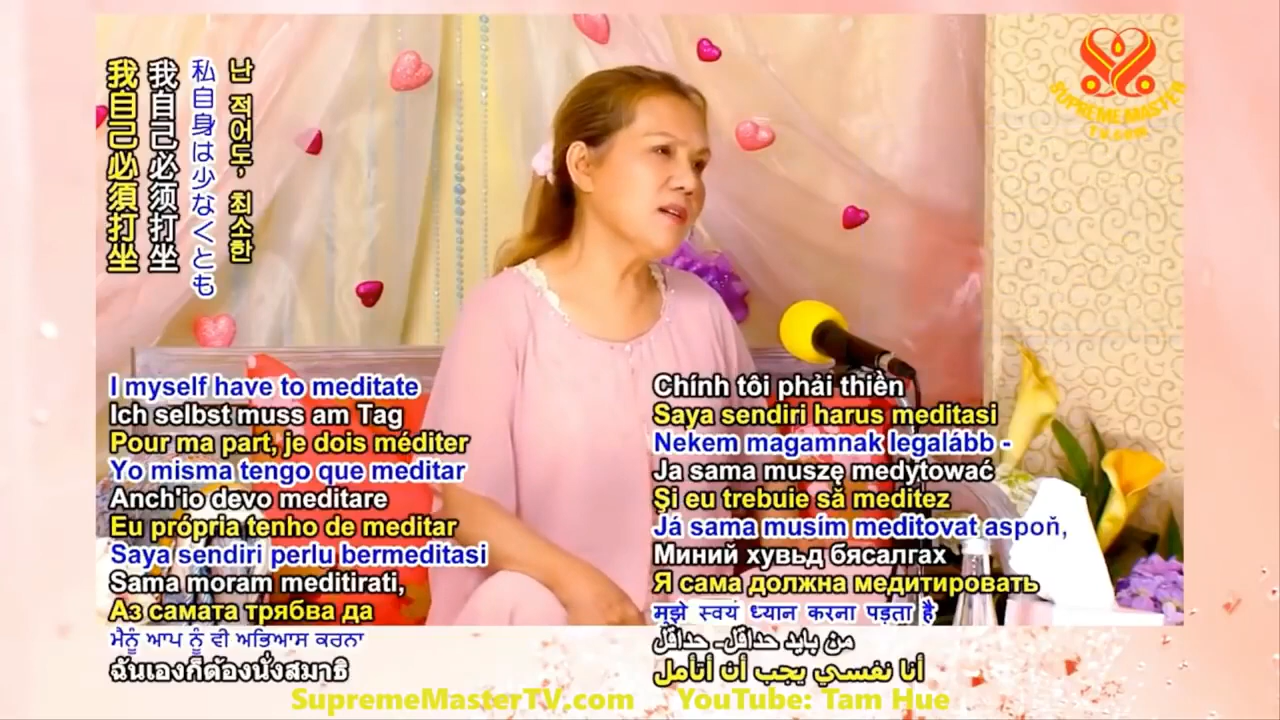 我自己必須打坐
我自己必须打坐
私自身は少なくとも
난 적어도, 최소한
SUPREME MASTER
TV.COM
I myself have to meditate
Ich selbst muss am Tag
Pour ma part, je dois méditer
Yo misma tengo que meditar
Anch'io devo meditare
Eu própria tenho de meditar
Saya sendiri perlu bermeditasi
Sama moram meditirati,
Аз самата трябва да
ਮੈਨੂੰ ਆਪ ਨੂੰ ਵੀ ਅਭਿਆਸ ਕਰਨਾ
ฉันเองก็ต้องนั่งสมาธิ
Chính tôi phải thiền
Saya sendiri harus meditasi
Nekem magamnak legalább -
Ja sama muszę medytować
Şi eu trebuie să meditez
Já sama musím meditovat aspoň,
Миний хувьд бясалгах
Я сама должна медитировать
मुझे स्वयं ध्यान करना पड़ता है
من باید حداقل- حداقل
أنا نفسي يجب أن أتأمل
SupremeMasterTV.com YouTube: Tam Hue